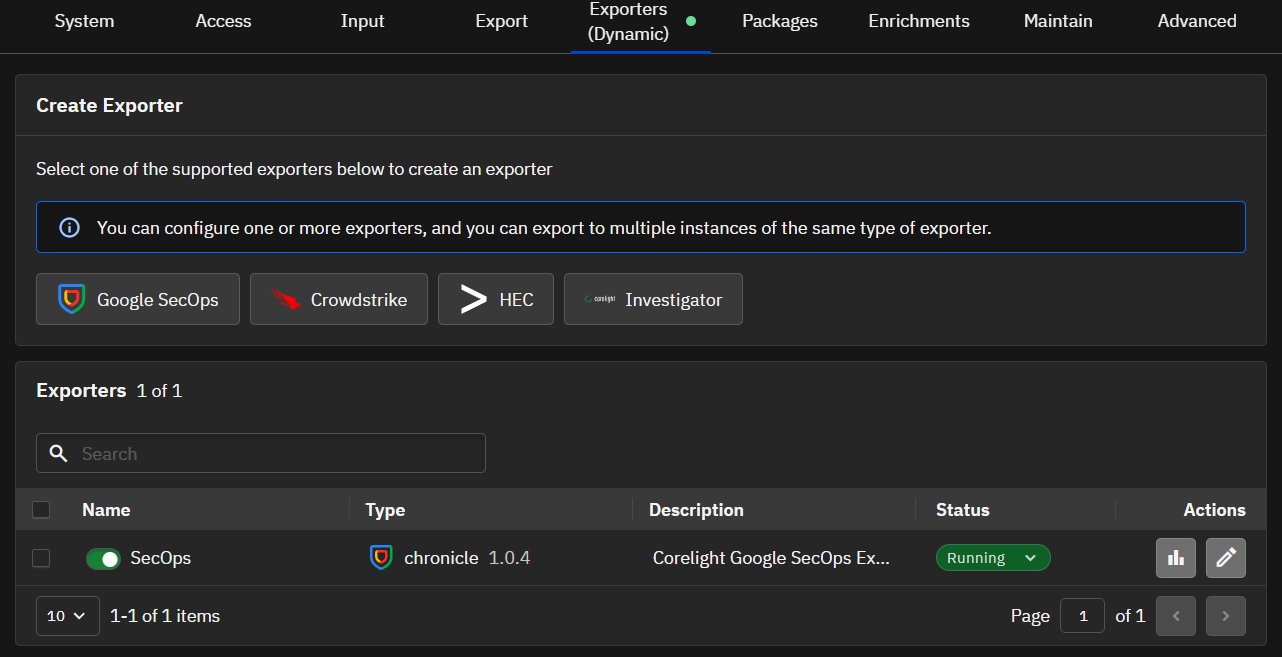 System Access Input Export Exporters (Dynamic) Packages Enrichments Maintain Advanced
Create Exporter
Select one of the supported exporters below to create an exporter
You can configure one or more exporters, and you can export to multiple instances of the same type of exporter.
Google SecOps Crowdstrike HEC corelight Investigator
Exporters 1 of 1
Search
Name Type Description Status Actions
SecOps chronicle 1.0.4 Corelight Google SecOps Ex... Running
10 1-1 of 1 items Page 1 of 1